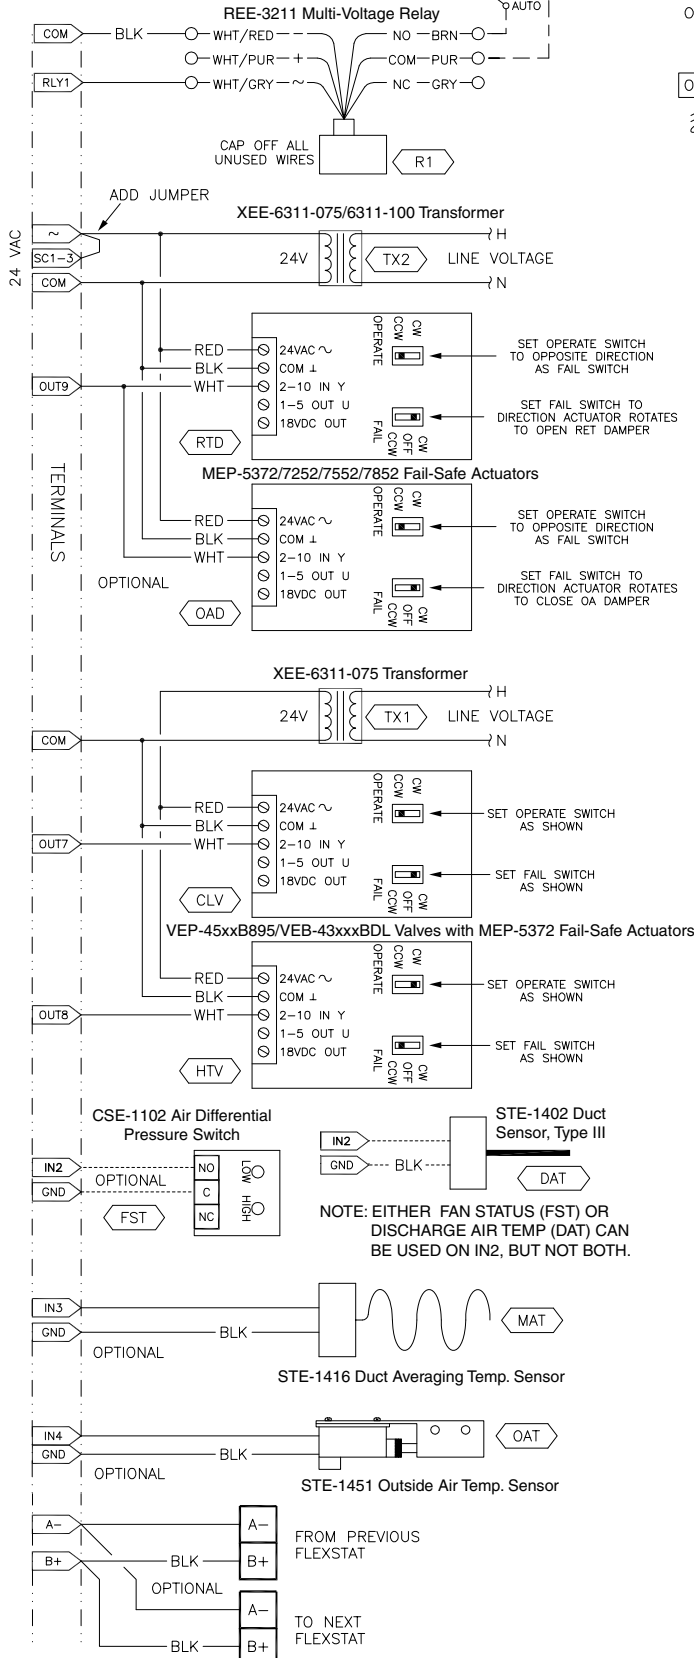 REE-3211 Multi-Voltage Relay
AUTO
COM BLK WHT/RED – – NO BRN
WHT/PUR + COM PUR
RLY1 WHT/GRY ~ NC GRY
CAP OFF ALL
UNUSED WIRES
R1
ADD JUMPER
XEE-6311-075/6311-100 Transformer
24 VAC
~
SC1-3
COM
24V
TX2
H
LINE VOLTAGE
N
RED 24VAC ~
BLK COM ⊥
OUT9 WHT 2-10 IN Y
1-5 OUT U
18VDC OUT
RTD
OPERATE CCW CW
SET OPERATE SWITCH
TO OPPOSITE DIRECTION
AS FAIL SWITCH
FAIL CCW OFF CW
SET FAIL SWITCH TO
DIRECTION ACTUATOR ROTATES
TO OPEN RET DAMPER
MEP-5372/7252/7552/7852 Fail-Safe Actuators
TERMINALS
RED 24VAC ~
BLK COM ⊥
WHT 2-10 IN Y
1-5 OUT U
18VDC OUT
OPTIONAL
OAD
OPERATE CCW CW
SET OPERATE SWITCH
TO OPPOSITE DIRECTION
AS FAIL SWITCH
FAIL CCW OFF CW
SET FAIL SWITCH TO
DIRECTION ACTUATOR ROTATES
TO CLOSE OA DAMPER
XEE-6311-075 Transformer
24V
TX1
H
LINE VOLTAGE
N
COM
RED 24VAC ~
BLK COM ⊥
OUT7 WHT 2-10 IN Y
1-5 OUT U
18VDC OUT
CLV
OPERATE CCW CW
SET OPERATE SWITCH
AS SHOWN
FAIL CCW OFF CW
SET FAIL SWITCH
AS SHOWN
VEP-45xxB895/VEB-43xxxBDL Valves with MEP-5372 Fail-Safe Actuators
RED 24VAC ~
BLK COM ⊥
OUT8 WHT 2-10 IN Y
1-5 OUT U
18VDC OUT
HTV
OPERATE CCW CW
SET OPERATE SWITCH
AS SHOWN
FAIL CCW OFF CW
SET FAIL SWITCH
AS SHOWN
CSE-1102 Air Differential
Pressure Switch
IN2 NO LOW
OPTIONAL
GND C
FST
NC HIGH
STE-1402 Duct
Sensor, Type III
IN2
GND BLK
DAT
NOTE: EITHER FAN STATUS (FST) OR
DISCHARGE AIR TEMP (DAT) CAN
BE USED ON IN2, BUT NOT BOTH.
IN3
GND BLK
OPTIONAL
MAT
STE-1416 Duct Averaging Temp. Sensor
IN4
GND BLK
OPTIONAL
OAT
STE-1451 Outside Air Temp. Sensor
A- A-
B+ BLK B+
FROM PREVIOUS
FLEXSTAT
OPTIONAL
A-
BLK B+
TO NEXT
FLEXSTAT